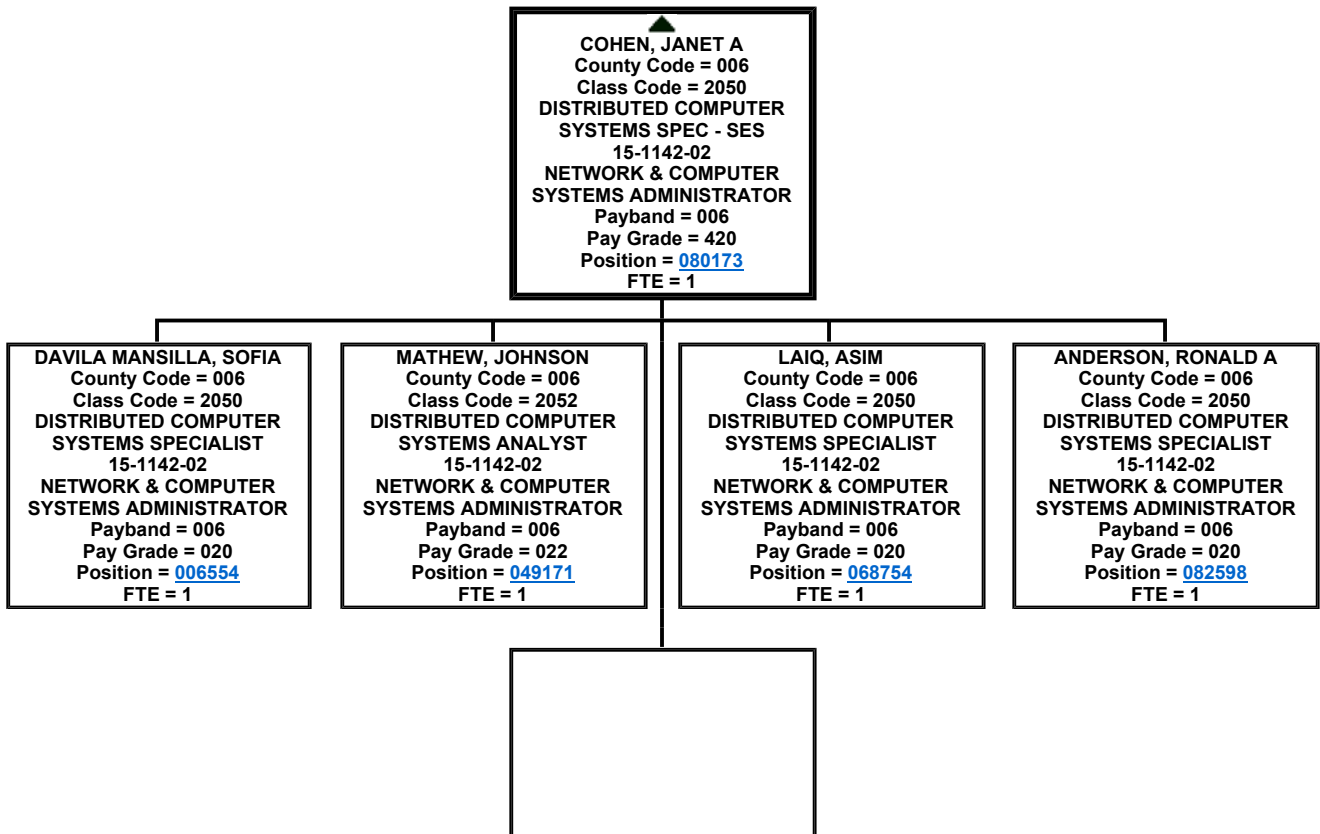 COHEN, JANET A
County Code = 006
Class Code = 2050
DISTRIBUTED COMPUTER
SYSTEMS SPEC - SES
15-1142-02
NETWORK & COMPUTER
SYSTEMS ADMINISTRATOR
Payband = 006
Pay Grade = 420
Position = 080173
FTE = 1
DAVILA MANSILLA, SOFIA
County Code = 006
Class Code = 2050
DISTRIBUTED COMPUTER
SYSTEMS SPECIALIST
15-1142-02
NETWORK & COMPUTER
SYSTEMS ADMINISTRATOR
Payband = 006
Pay Grade = 020
Position = 006554
FTE = 1
MATHEW, JOHNSON
County Code = 006
Class Code = 2052
DISTRIBUTED COMPUTER
SYSTEMS ANALYST
15-1142-02
NETWORK & COMPUTER
SYSTEMS ADMINISTRATOR
Payband = 006
Pay Grade = 022
Position = 049171
FTE = 1
LAIQ, ASIM
County Code = 006
Class Code = 2050
DISTRIBUTED COMPUTER
SYSTEMS SPECIALIST
15-1142-02
NETWORK & COMPUTER
SYSTEMS ADMINISTRATOR
Payband = 006
Pay Grade = 020
Position = 068754
FTE = 1
ANDERSON, RONALD A
County Code = 006
Class Code = 2050
DISTRIBUTED COMPUTER
SYSTEMS SPECIALIST
15-1142-02
NETWORK & COMPUTER
SYSTEMS ADMINISTRATOR
Payband = 006
Pay Grade = 020
Position = 082598
FTE = 1